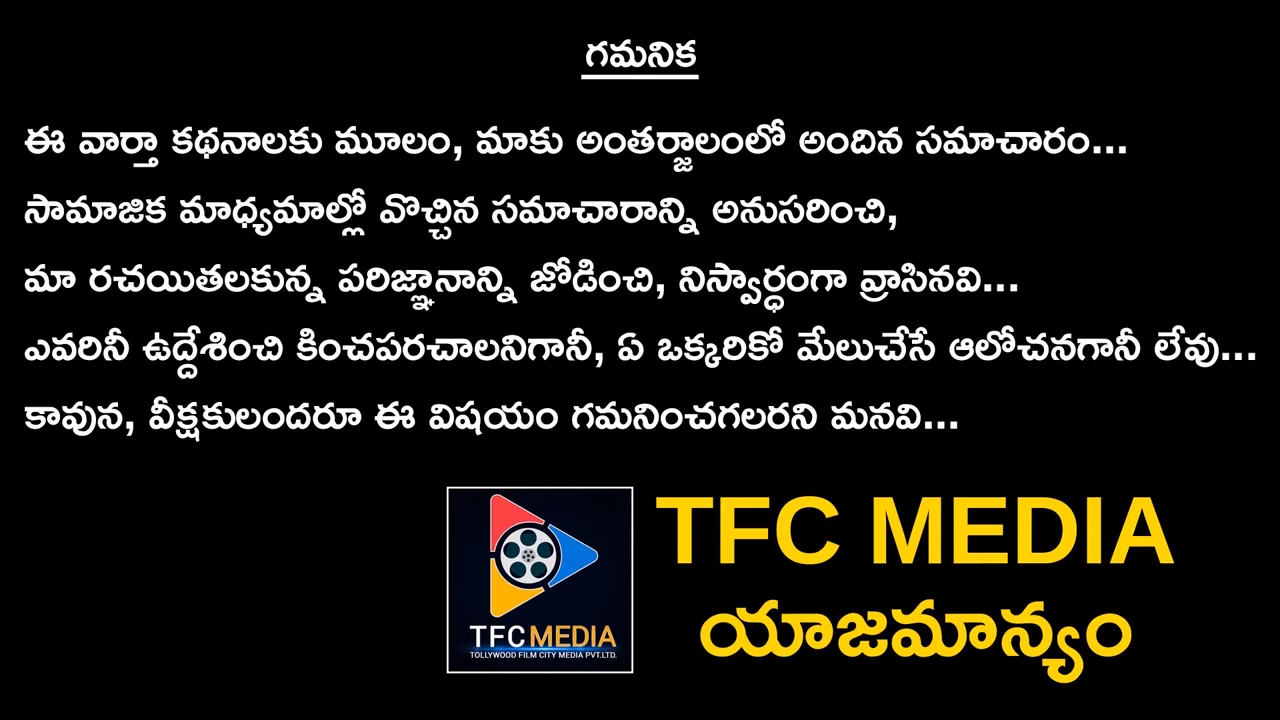 గమనిక
ఈ వార్తా కథనాలకు మూలం, మాకు అంతర్జాలంలో అందిన సమాచారం...
సామాజిక మాధ్యమాల్లో వొచ్చిన సమాచారాన్ని అనుసరించి,
మా రచయితలకున్న పరిజ్ఞానాన్ని జోడించి, నిస్వార్ధంగా వ్రాసినవి...
ఎవరినీ ఉద్దేశించి కించపరచాలనిగానీ, ఏ ఒక్కరికో మేలుచేసే ఆలోచనగానీ లేవు...
కావున, వీక్షకులందరూ ఈ విషయం గమనించగలరని మనవి...
TFC MEDIA
యాజమాన్యం
TFC MEDIA
TOLLYWOOD FILM CITY MEDIA PVT.LTD.